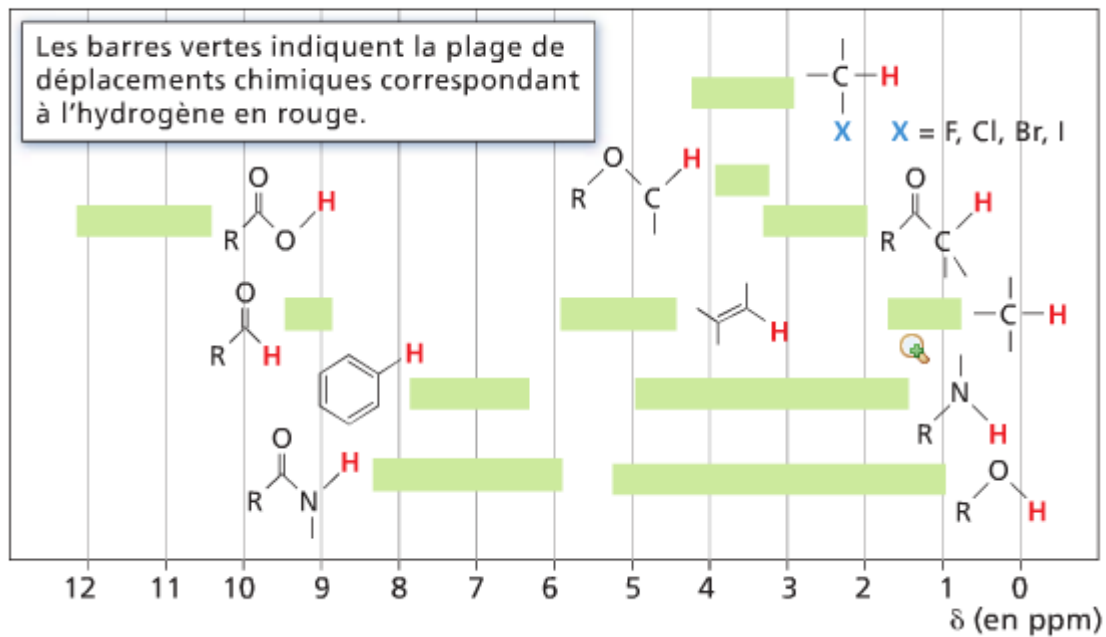 Les barres vertes indiquent la plage de
déplacements chimiques correspondant
à l’hydrogène en rouge.
C H
X X = F, Cl, Br, I
O H
R C
O H
R O
O H
R C
O
R H
H
C H
H
N
R H
O H
R N
O
R H
12 11 10 9 8 7 6 5 4 3 2 1 0
δ (en ppm)